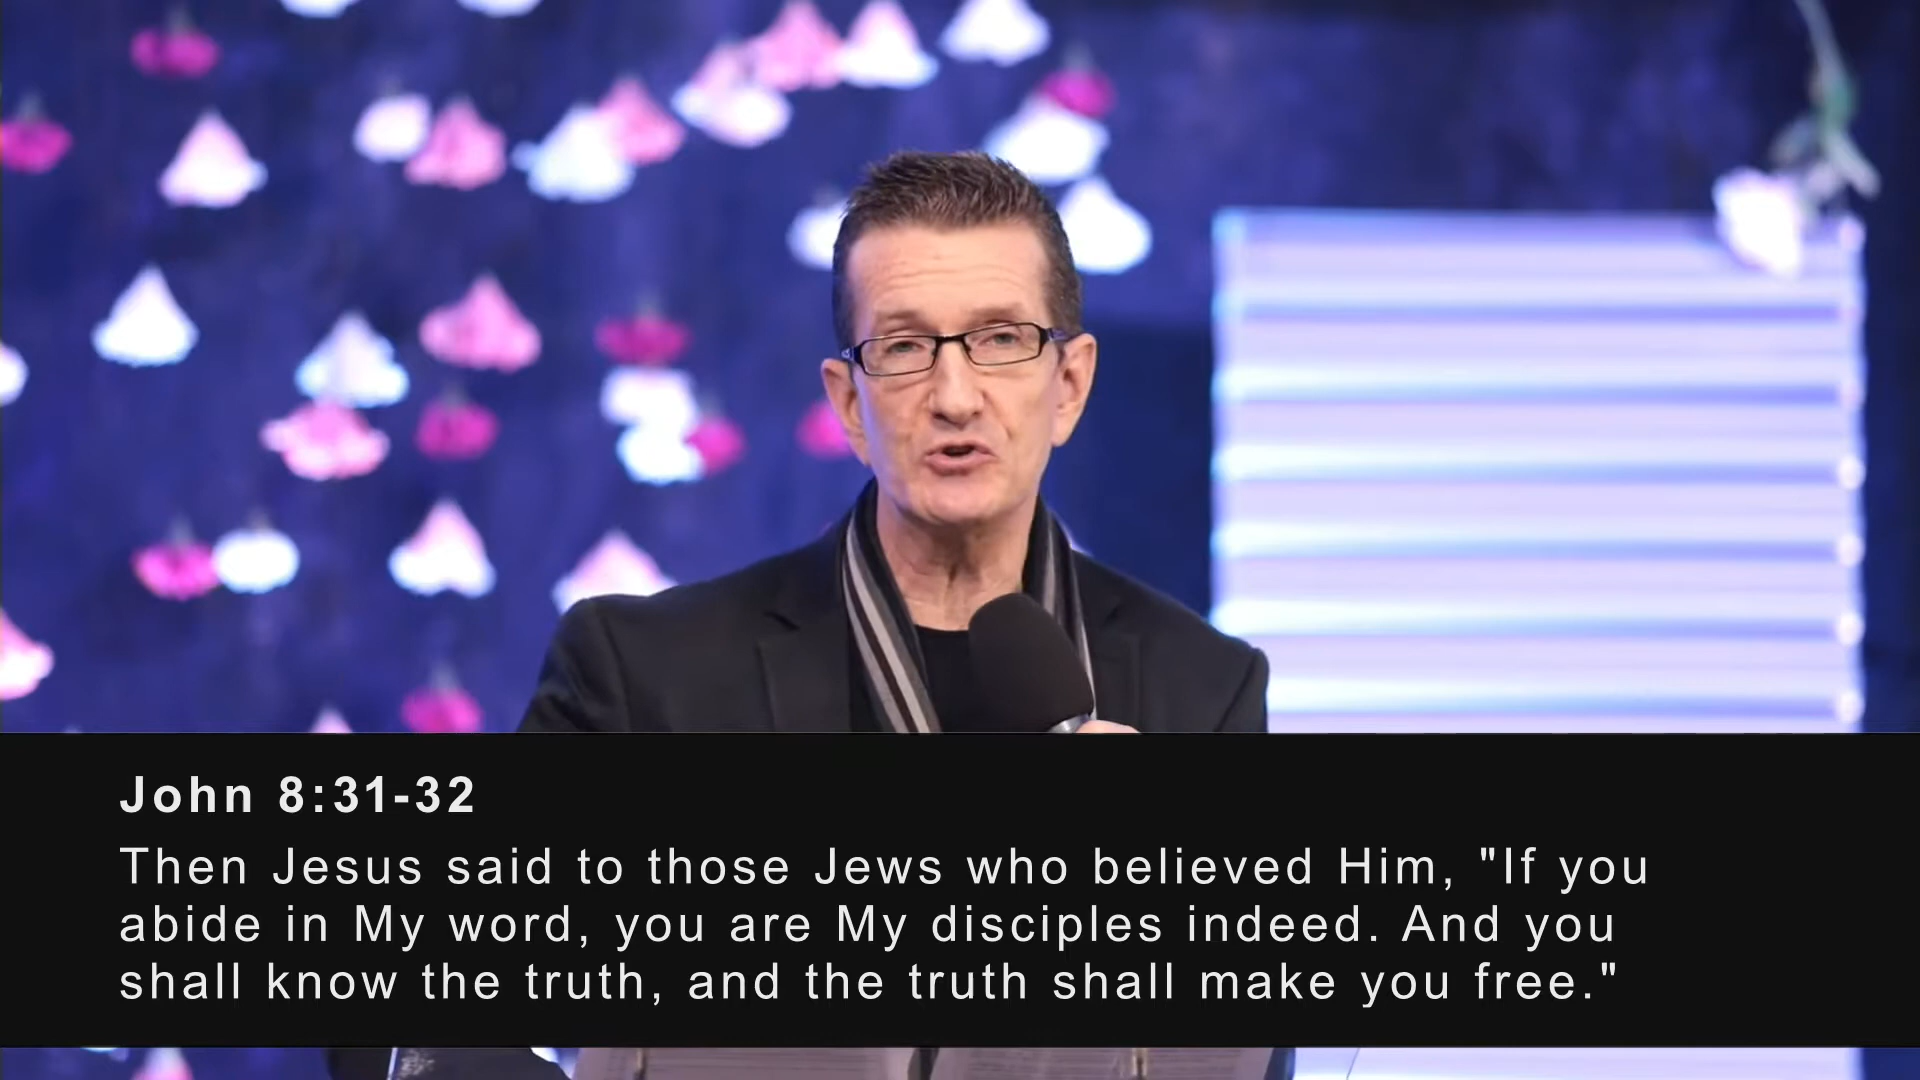 John 8:31-32
Then Jesus said to those Jews who believed Him, "If you
abide in My word, you are My disciples indeed. And you
shall know the truth, and the truth shall make you free."